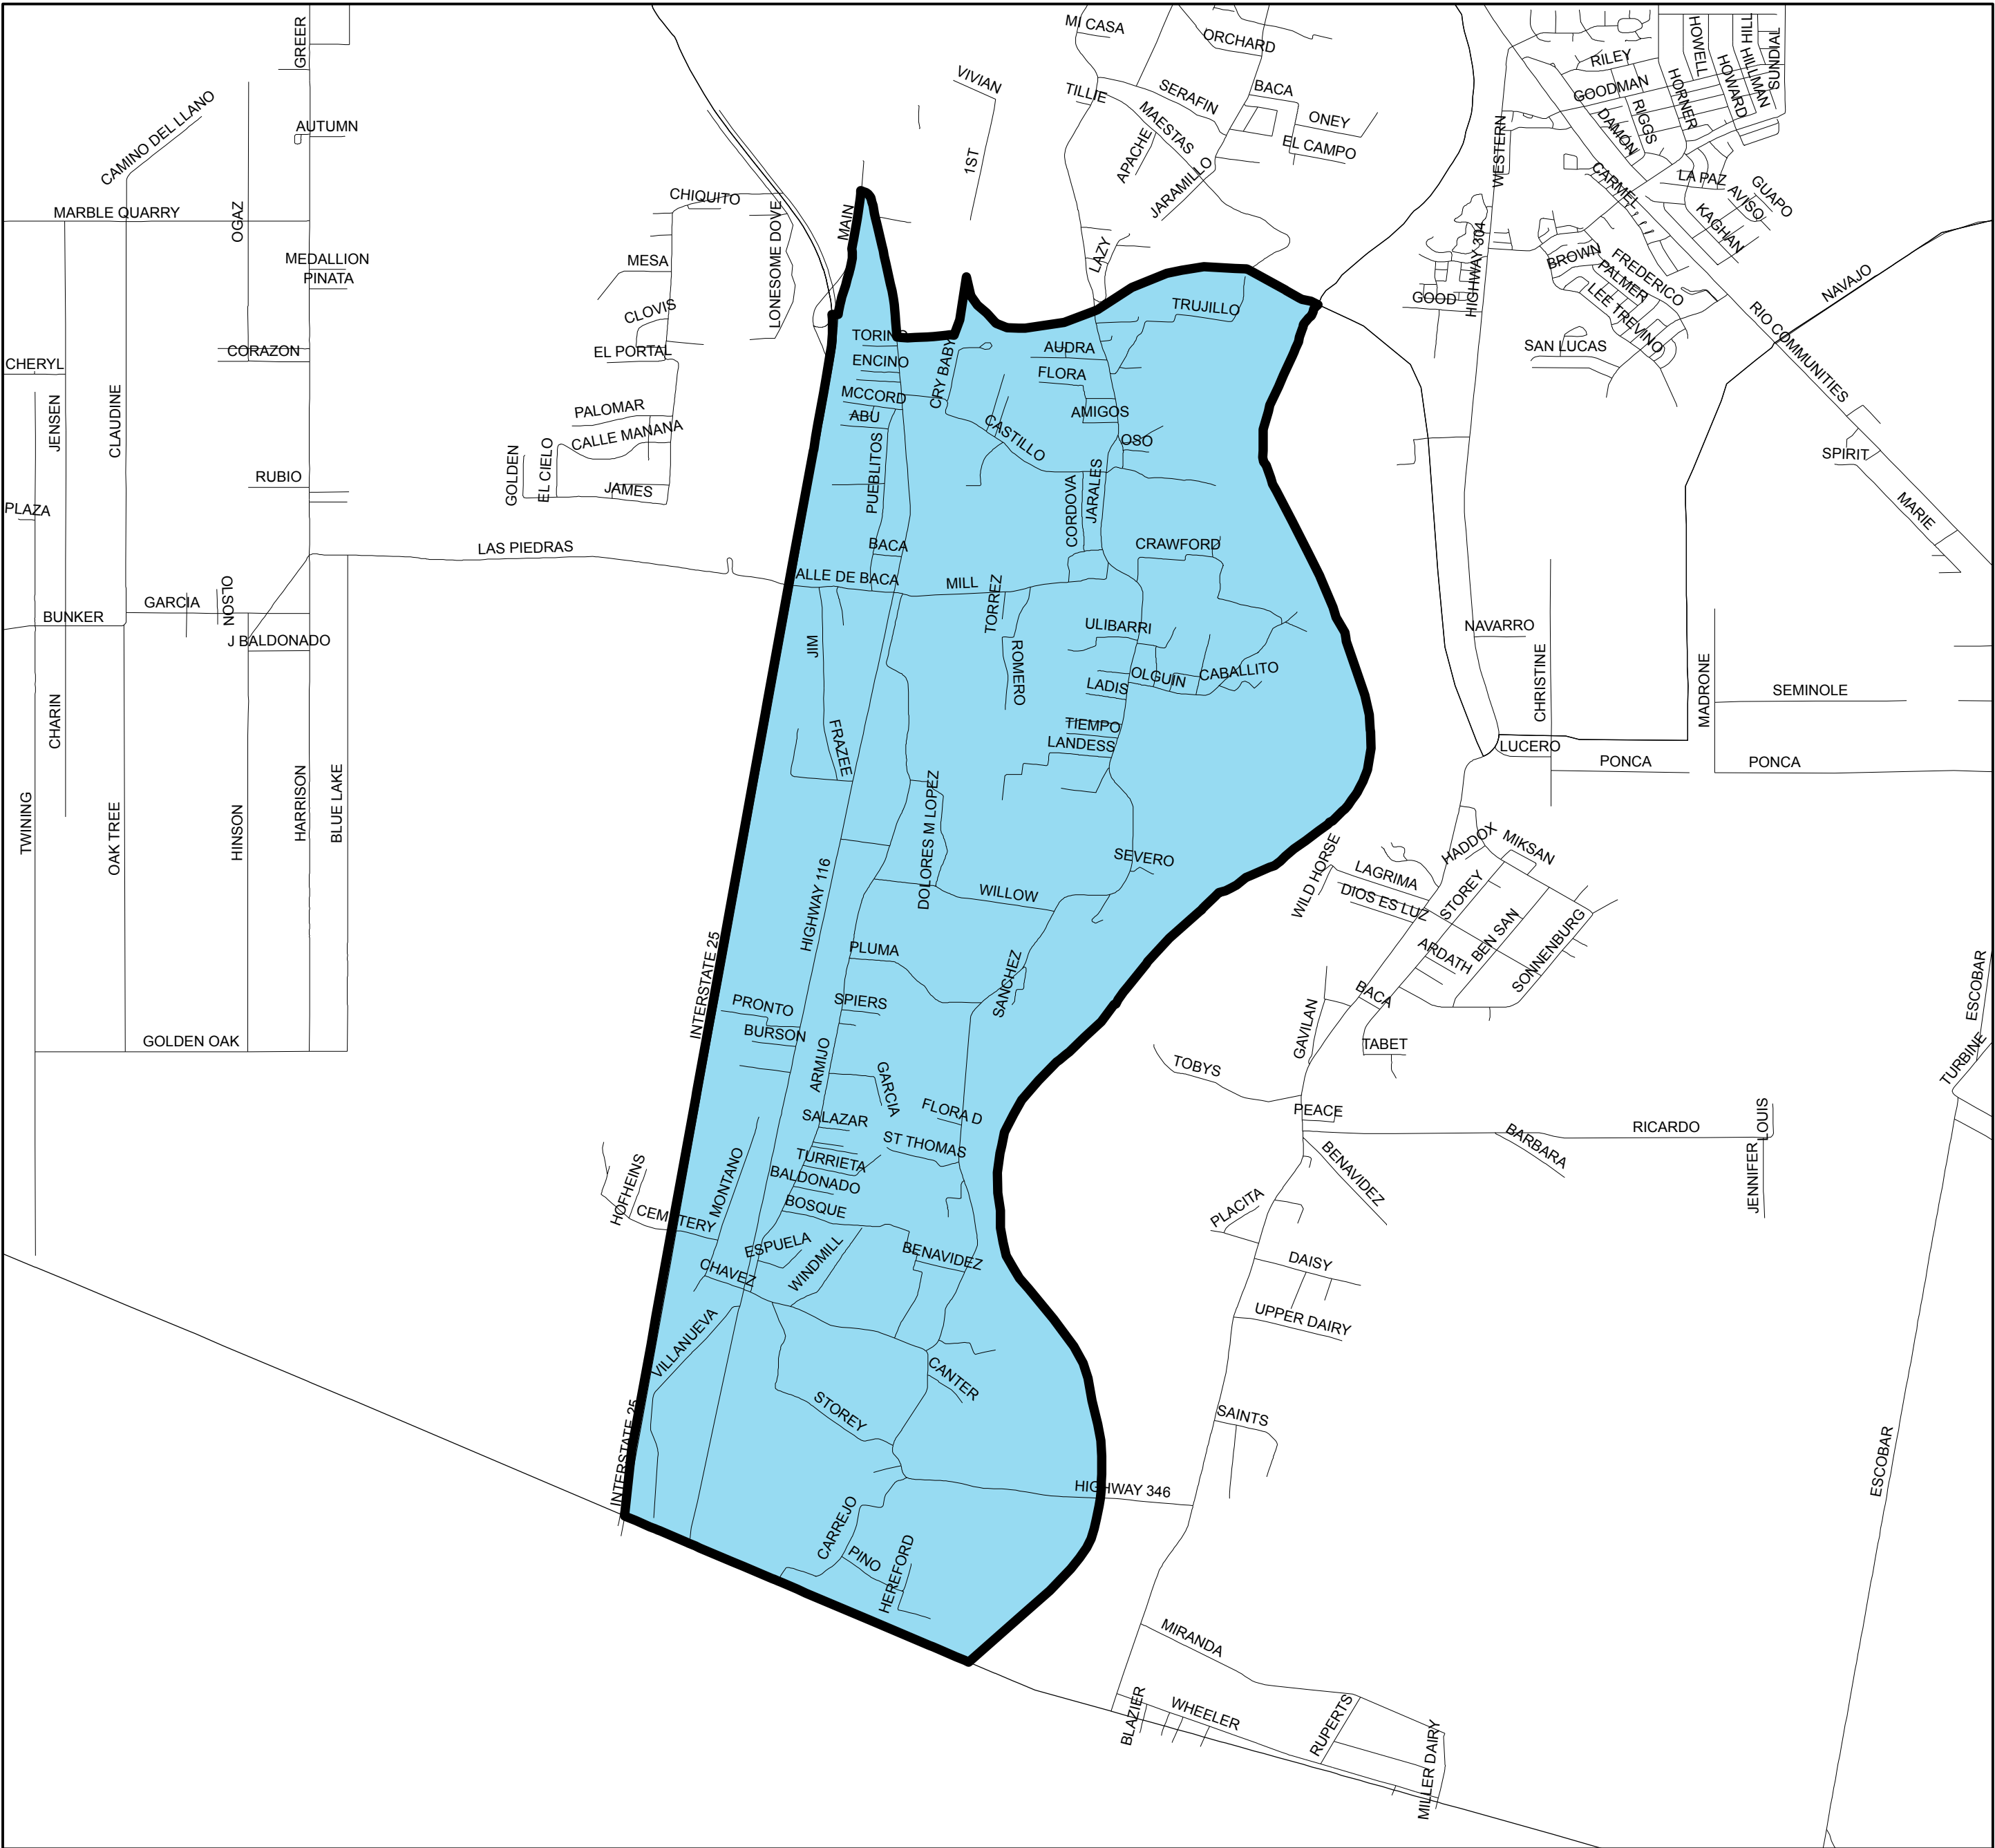 GREER
MI CASA
ORCHARD
RILEY
HOWELL
HILL
SUNDIAL
HILLMAN
HOWARD
HORNER
GOODMAN
RIGGS
DAMON
VIVIAN
TILLIE
SERAFIN
BACA
MAESTAS
ONEY
EL CAMPO
APACHE
JARAMILLO
1ST
CAMINO DEL LLANO
AUTUMN
WESTERN
CARMEL
LA PAZ
AVISO
GUAPO
KAGHAN
MARBLE QUARRY
OGAZ
CHIQUITO
LONESOME DOVE
MAIN
LAZY
HIGHWAY 304
BROWN
FREDERICO
PALMER
LEE TREVINO
NAVAJO
MEDALLION
PINATA
MESA
GOOD
CLOVIS
TRUJILLO
RIO COMMUNITIES
SAN LUCAS
CHERYL
CORAZON
EL PORTAL
TORINO
ENCINO
CRY BABY
AUDRA
FLORA
JENSEN
CLAUDINE
PALOMAR
CALLE MANANA
MCCORD
ABU
CASTILLO
AMIGOS
OSO
SPIRIT
MARIE
GOLDEN
EL CIELO
JAMES
RUBIO
PLAZA
PUEBLITOS
CORDOVA
JARALES
BACA
CRAWFORD
LAS PIEDRAS
ALLE DE BACA
MILL
TORREZ
ULIBARRI
JIM
ROMERO
OLGUIN
CABALLITO
LADIS
GARCIA
OLSON
BUNKER
J BALDONADO
NAVARRO
CHRISTINE
MADRONE
SEMINOLE
CHARIN
TIEMPO
LANDESS
FRAZEE
LUCERO
PONCA
PONCA
TWINING
OAK TREE
HINSON
HARRISON
BLUE LAKE
DOLORES M LOPEZ
SEVERO
WILLOW
HIGHWAY 116
WILD HORSE
LAGRIMA
DIOS ES LUZ
HADDOX
MIKSAN
STOREY
BEN SAN
ARDATH
SONNENBURG
INTERSTATE 25
PLUMA
SANCHEZ
PRONTO
SPIERS
BURSON
ARMIJO
GARCIA
FLORA D
GAVILAN
BACA
TABET
TOBYS
ESCOBAR
TURBINE
GOLDEN OAK
SALAZAR
ST THOMAS
TURRIETA
BALDONADO
BOSQUE
PEACE
BENAVIDEZ
BARBARA
RICARDO
LOUIS
JENNIFER
HOFHEINS
CEMETERY
MONTANO
ESPUELA
WINDMILL
BENAVIDEZ
CHAVEZ
PLACITA
DAISY
UPPER DAIRY
VILLANUEVA
CANTER
STOREY
INTERSTATE 25
SAINTS
ESCOBAR
HIGHWAY 346
CARREJO
PINO
HEREFORD
MIRANDA
BLAZIER
WHEELER
RUPERTS
MILLER DAIRY